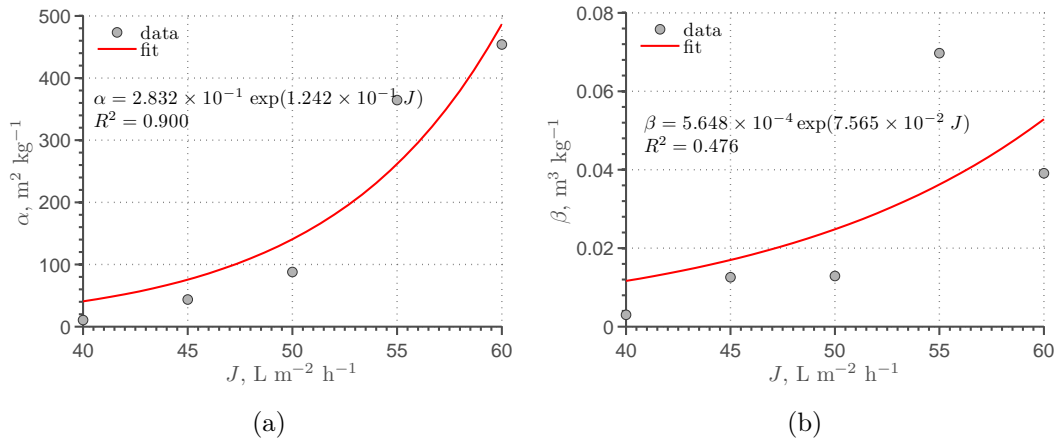 500
400
300
200
100
0
α, m² kg⁻¹
data
fit
α = 2.832 × 10⁻¹ exp(1.242 × 10⁻¹ J)
R² = 0.900
40 45 50 55 60
J, L m⁻² h⁻¹
(a)
0.08
0.06
0.04
0.02
0
β, m³ kg⁻¹
data
fit
β = 5.648 × 10⁻⁴ exp(7.565 × 10⁻² J)
R² = 0.476
40 45 50 55 60
J, L m⁻² h⁻¹
(b)